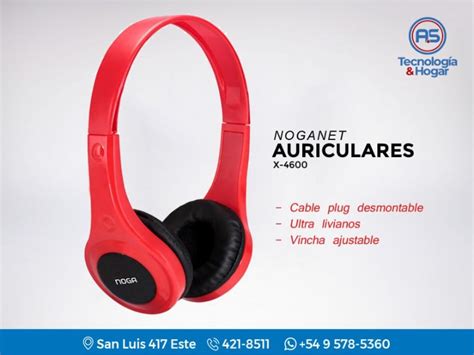 AS
Tecnología
&Hogar
NOGANET
AURICULARES
X-4600
- Cable plug desmontable
- Ultra livianos
- Vincha ajustable
noga
San Luis 417 Este
421-8511
+54 9 578-5360